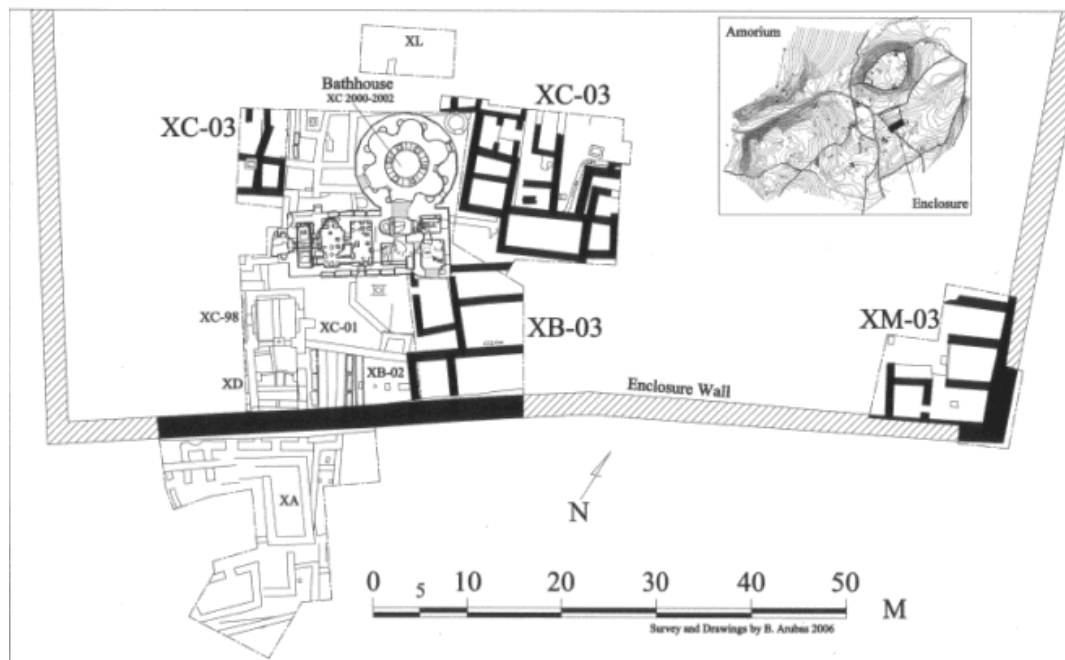 XL
Amorium
Bathhouse
XC 2000-2002
XC-03
XC-03
Enclosure
XC-98
XC-01
XB-03
XM-03
XD
XB-02
Enclosure Wall
XA
N
0 5 10 20 30 40 50
M
Survey and Drawings by B. Arubas 2006